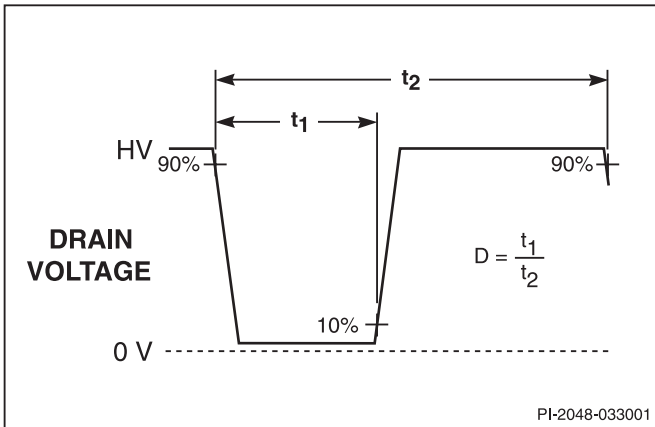 t2
t1
HV
90%
90%
DRAIN
VOLTAGE
D = t1/t2
10%
0 V
PI-2048-033001